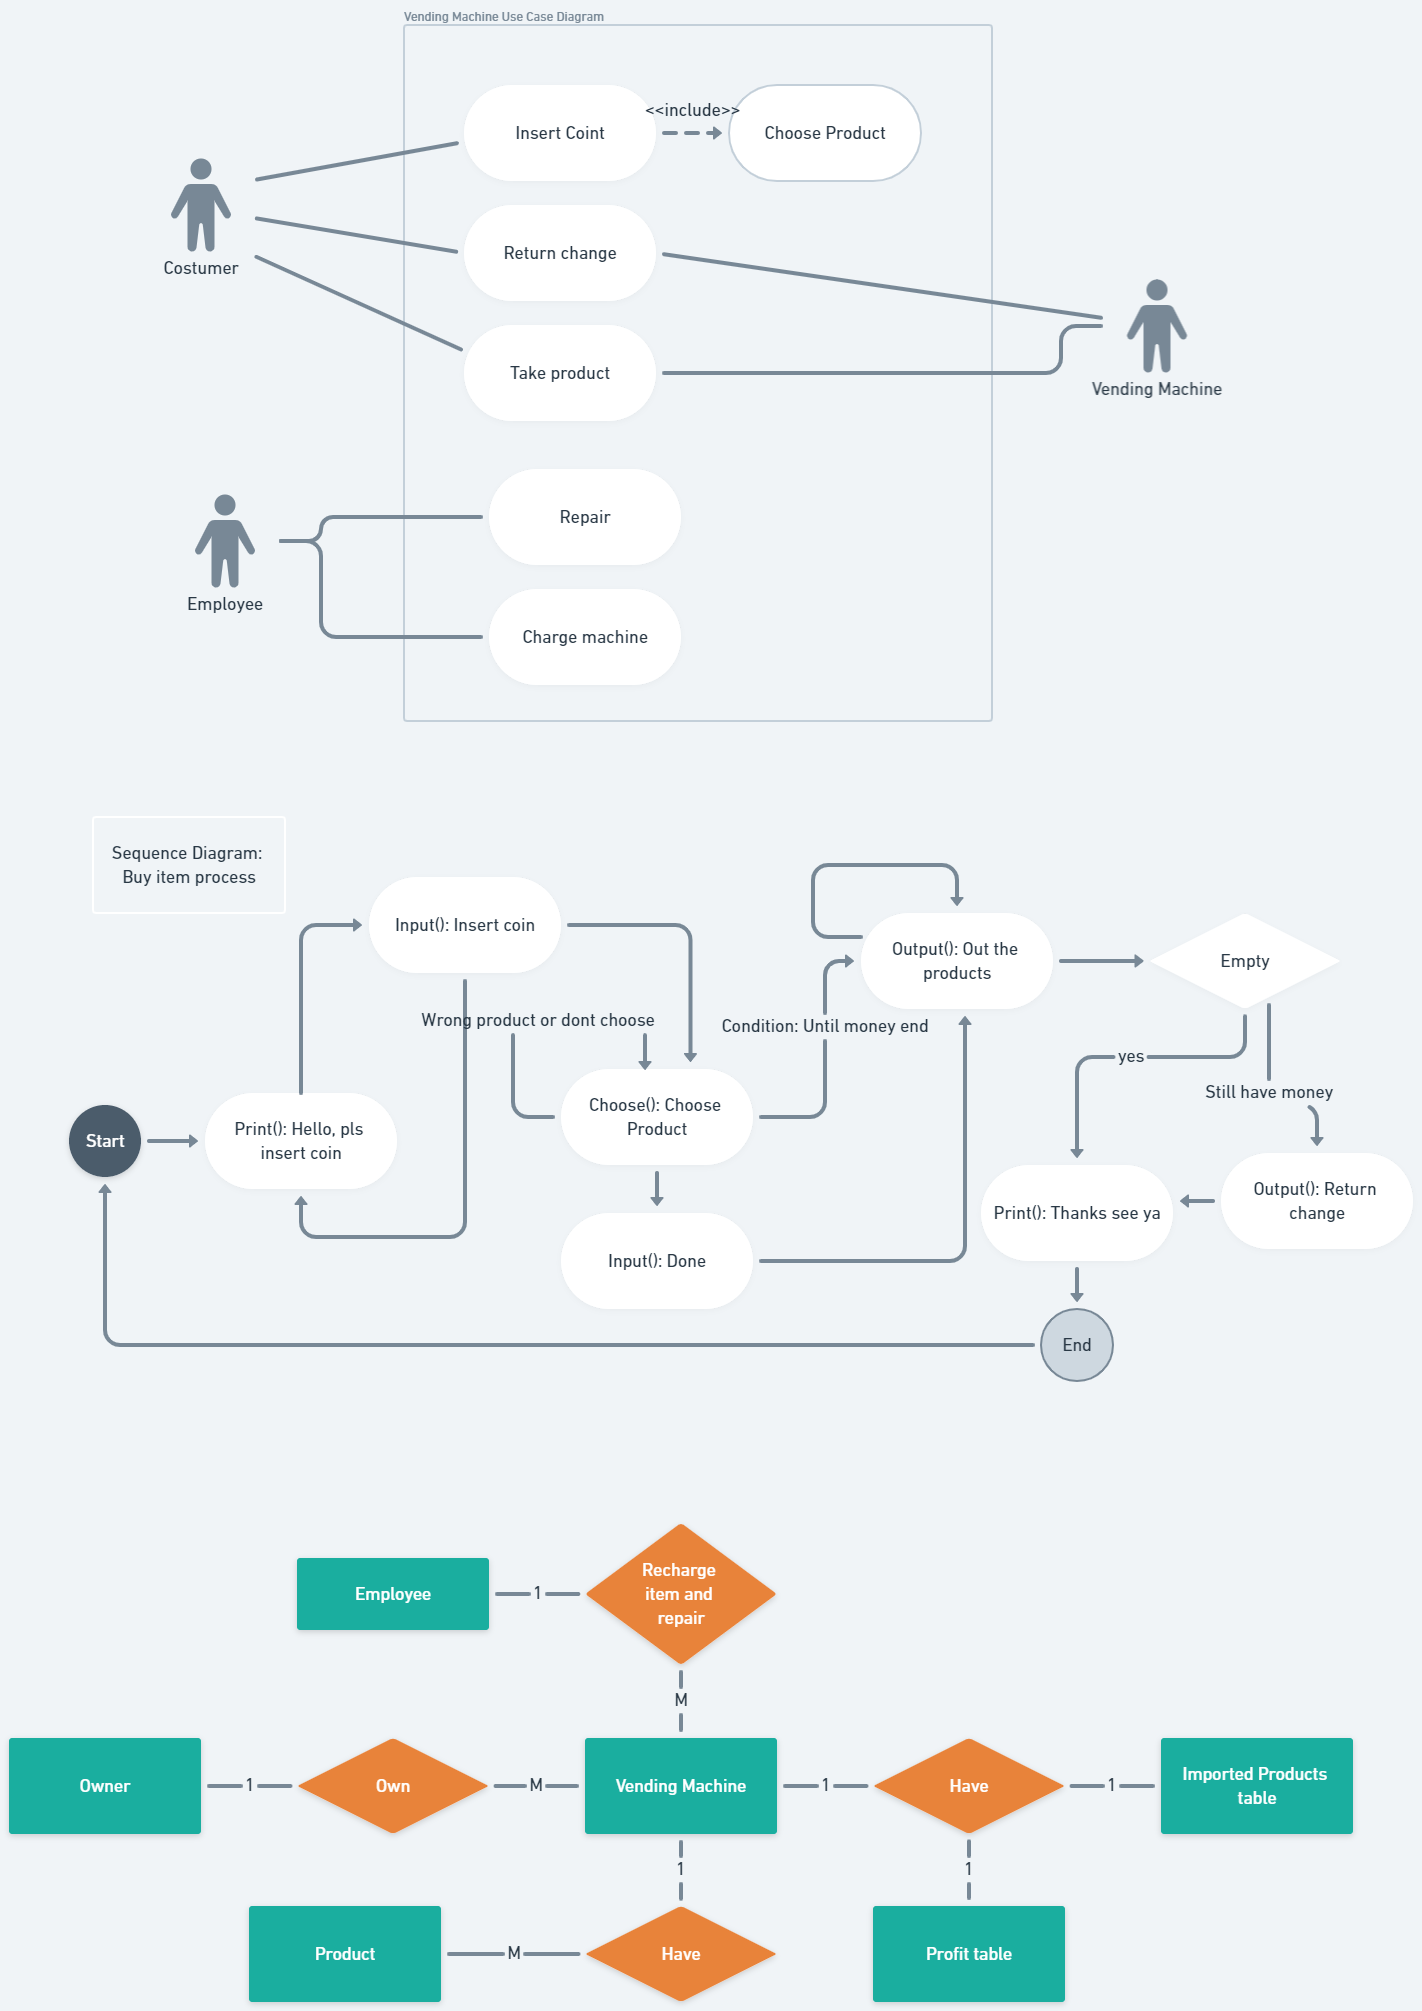 Vending Machine Use Case Diagram
<<include>>
Insert Coint
Choose Product
Costumer
Return change
Take product
Vending Machine
Repair
Employee
Charge machine
Sequence Diagram:
Buy item process
Input(): Insert coin
Output(): Out the
products
Empty
Wrong product or dont choose
Condition: Until money end
yes
Still have money
Choose(): Choose
Product
Start
Print(): Hello, pls
insert coin
Output(): Return
change
Print(): Thanks see ya
Input(): Done
End
Recharge
item and
repair
Employee
1
M
Owner
1
Own
M
Vending Machine
1
Have
1
Imported Products
table
1
1
Product
M
Have
Profit table